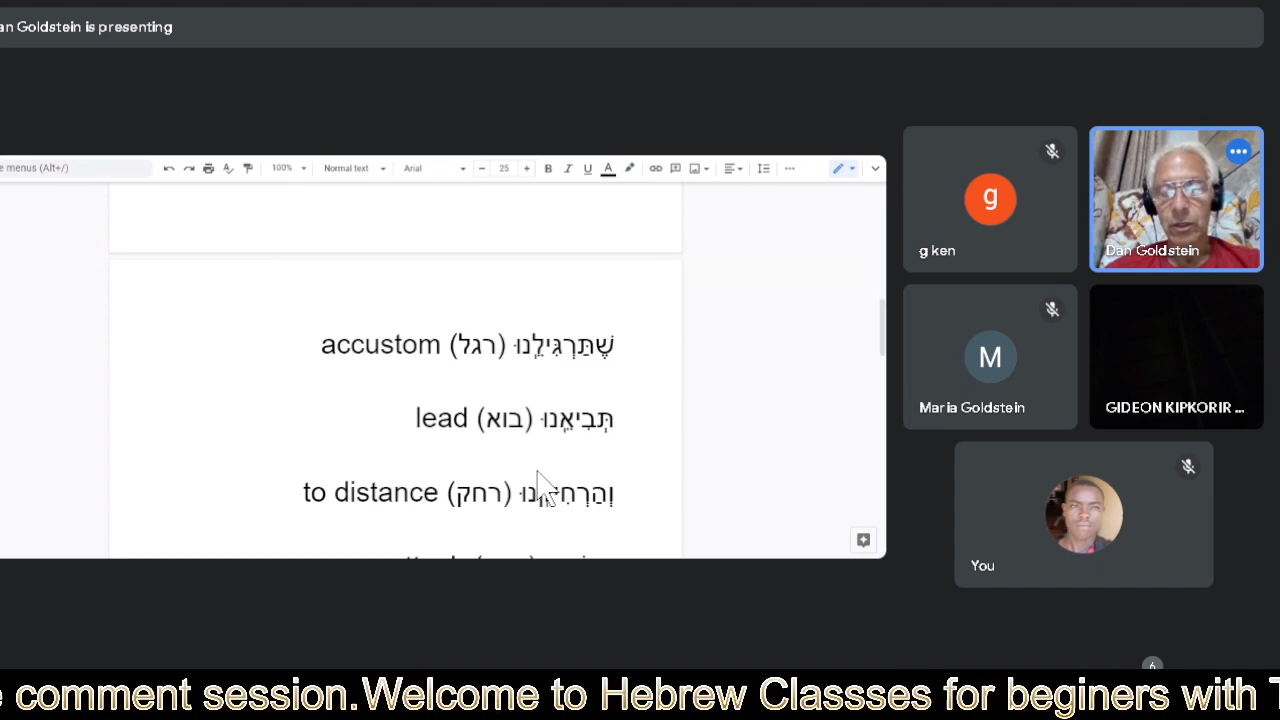 an Goldstein is presenting
e menus (Alt+/)
100%
Normal text
Arial
25
שֶׁתַּרְגִּילֵֽנוּ (רגל) accustom
תְּבִיאֵֽנוּ (בוא) lead
וְהַרְחִיקֵֽנוּ (רחק) to distance
g
g ken
Dan Goldstein
M
Maria Goldstein
GIDEON KIPKORIR ...
You
6
e comment session.Welcome to Hebrew Classses for beginers with T